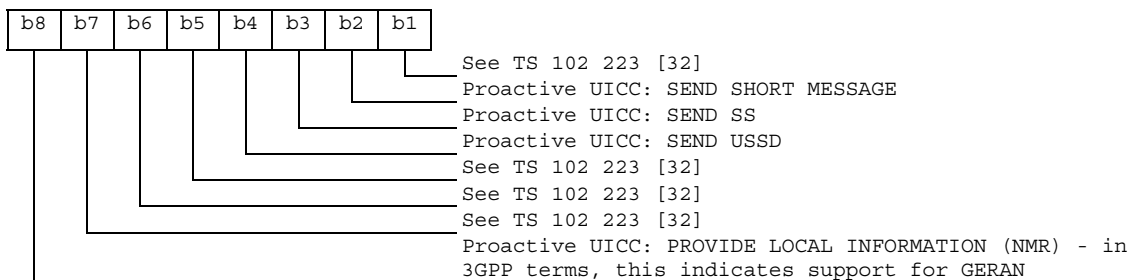 b8 b7 b6 b5 b4 b3 b2 b1
See TS 102 223 [32]
Proactive UICC: SEND SHORT MESSAGE
Proactive UICC: SEND SS
Proactive UICC: SEND USSD
See TS 102 223 [32]
See TS 102 223 [32]
See TS 102 223 [32]
Proactive UICC: PROVIDE LOCAL INFORMATION (NMR) - in
3GPP terms, this indicates support for GERAN